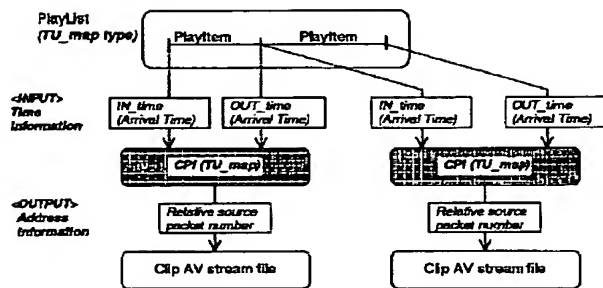 PlayList
(TU_map type)
PlayItem PlayItem
<INPUT>
Time
Information
IN_time
(Arrival Time)
OUT_time
(Arrival Time)
IN_time
(Arrival Time)
OUT_time
(Arrival Time)
CPI (TU_map)
CPI (TU_map)
<OUTPUT>
Address
Information
Relative source
packet number
Relative source
packet number
Clip AV stream file
Clip AV stream file